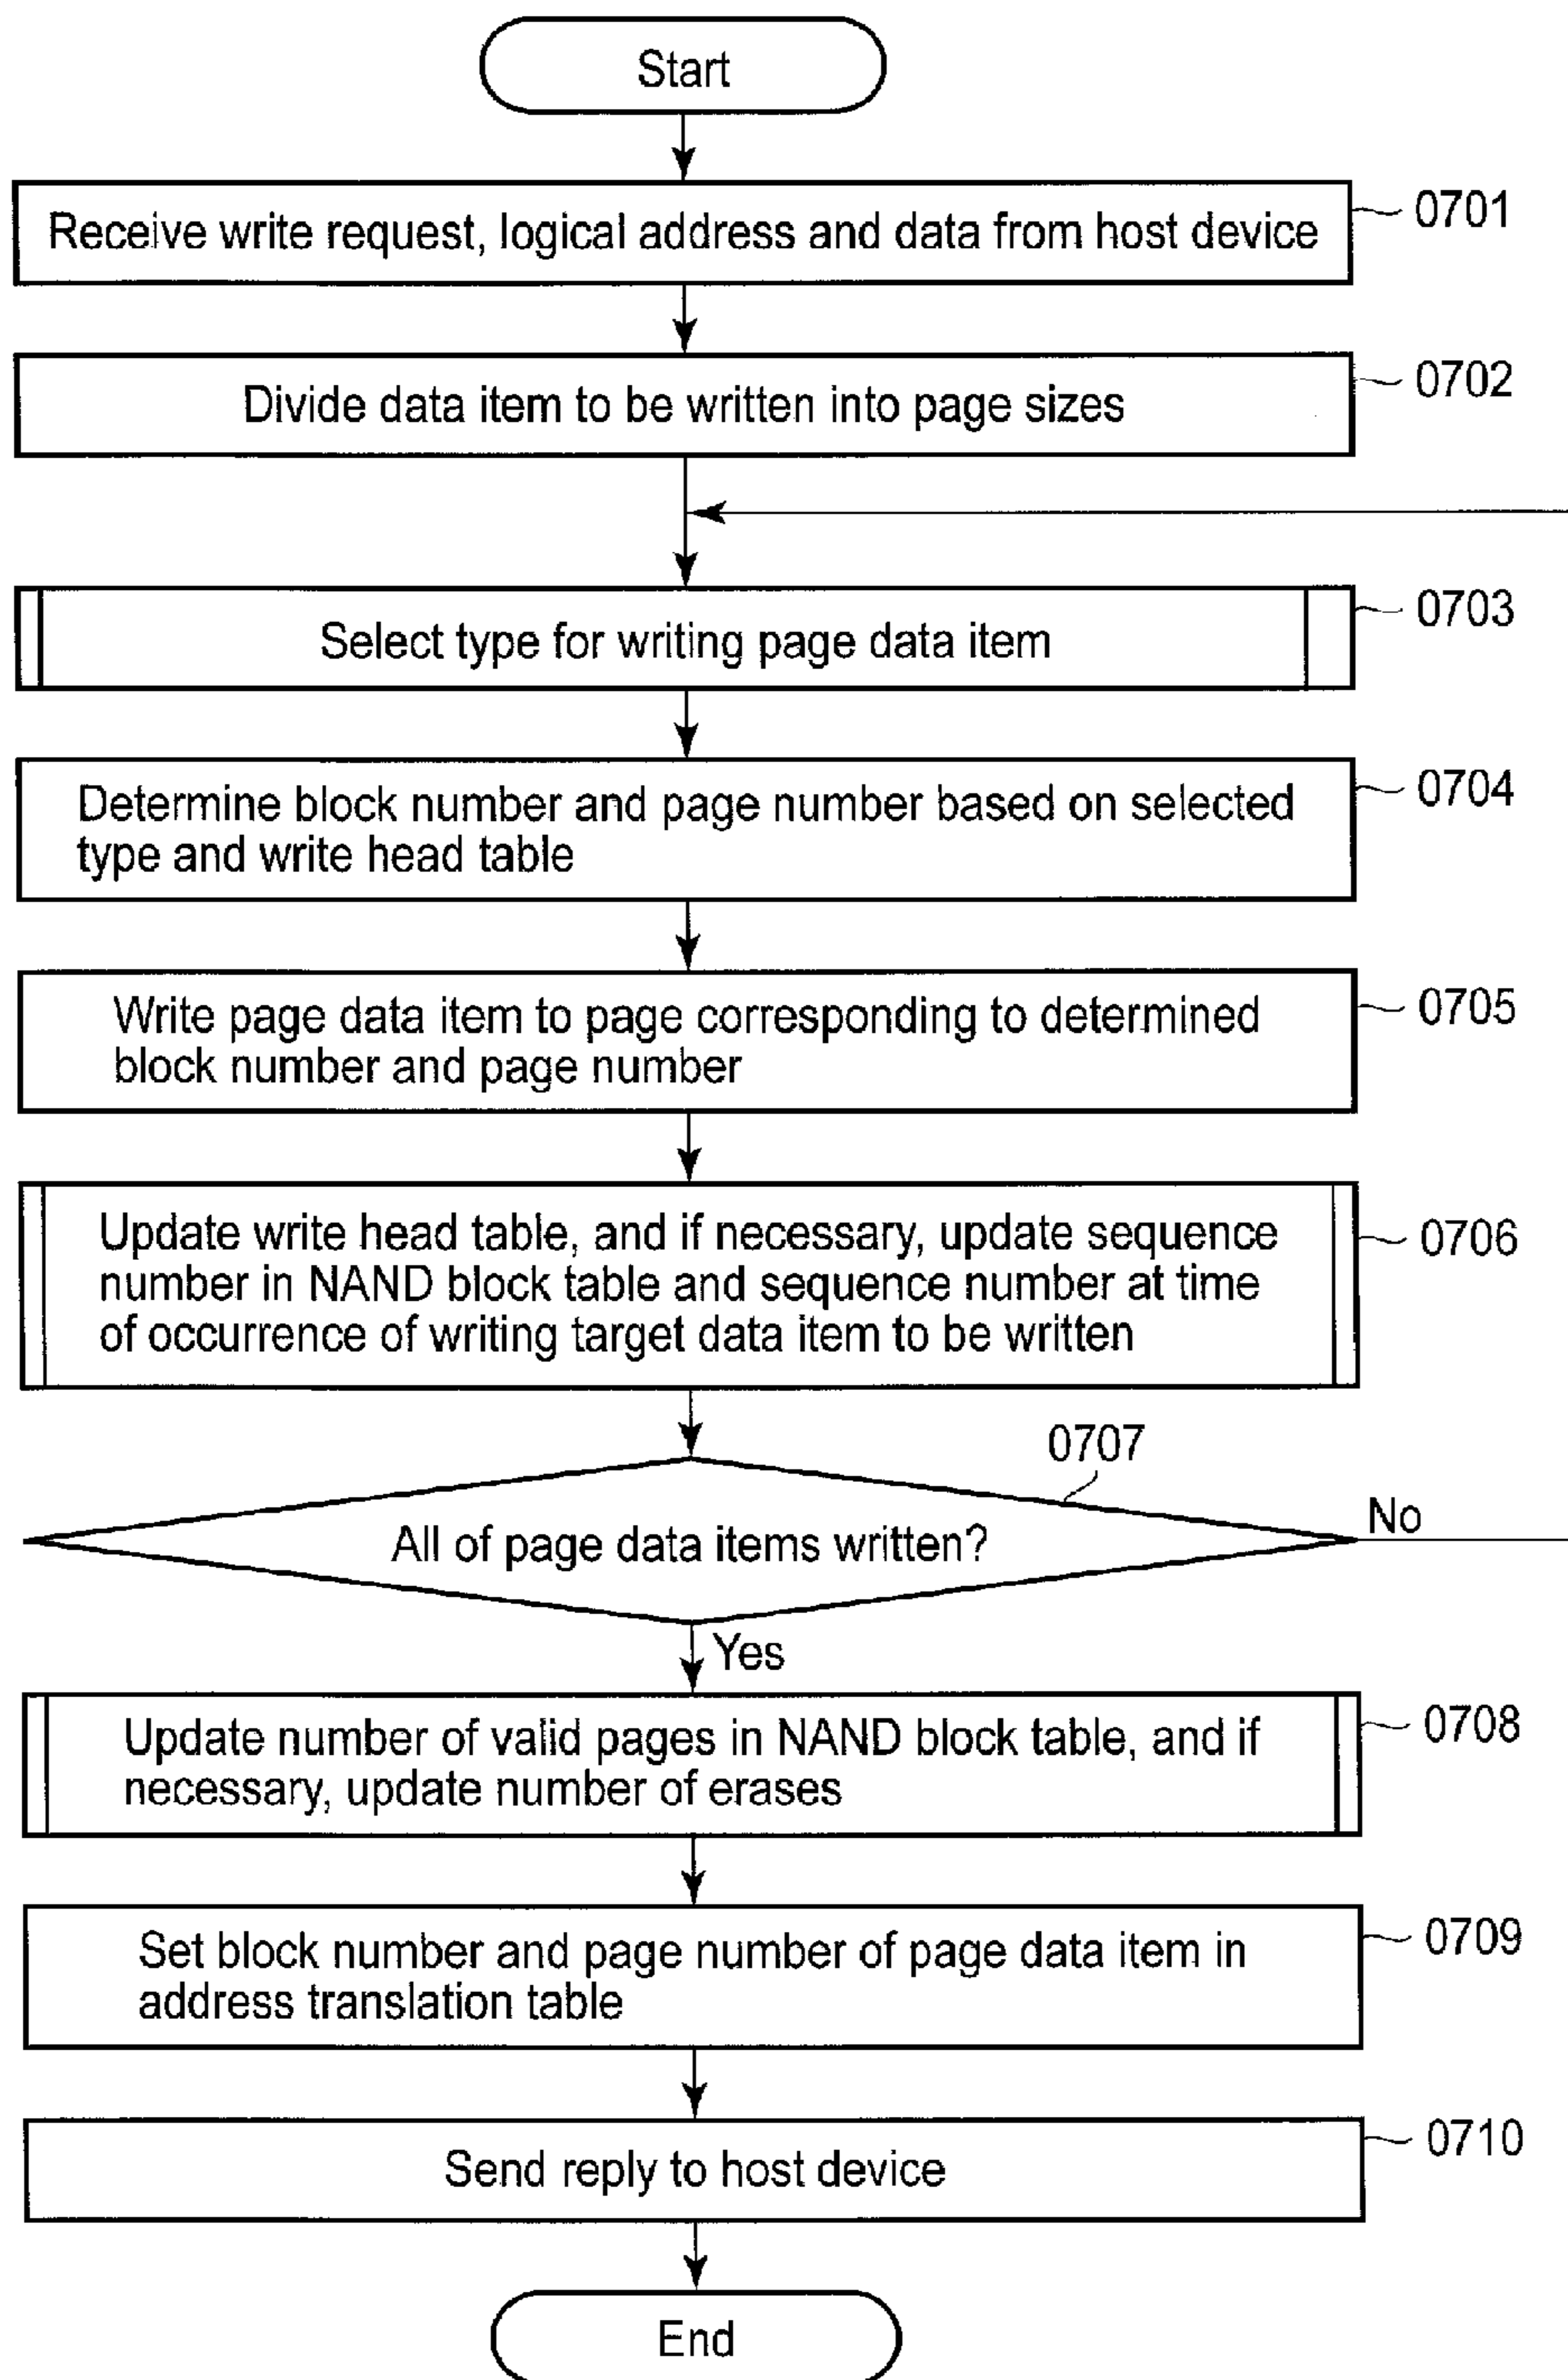 Start
Receive write request, logical address and data from host device
0701
Divide data item to be written into page sizes
0702
Select type for writing page data item
0703
Determine block number and page number based on selected
type and write head table
0704
Write page data item to page corresponding to determined
block number and page number
0705
Update write head table, and if necessary, update sequence
number in NAND block table and sequence number at time
of occurrence of writing target data item to be written
0706
0707
All of page data items written?
No
Yes
Update number of valid pages in NAND block table, and if
necessary, update number of erases
0708
Set block number and page number of page data item in
address translation table
0709
Send reply to host device
0710
End